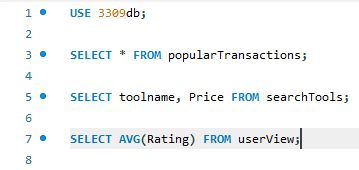 1 USE 3309db;
2
3 SELECT * FROM popularTransactions;
4
5 SELECT toolname, Price FROM searchTools;
6
7 SELECT AVG(Rating) FROM userView;
8